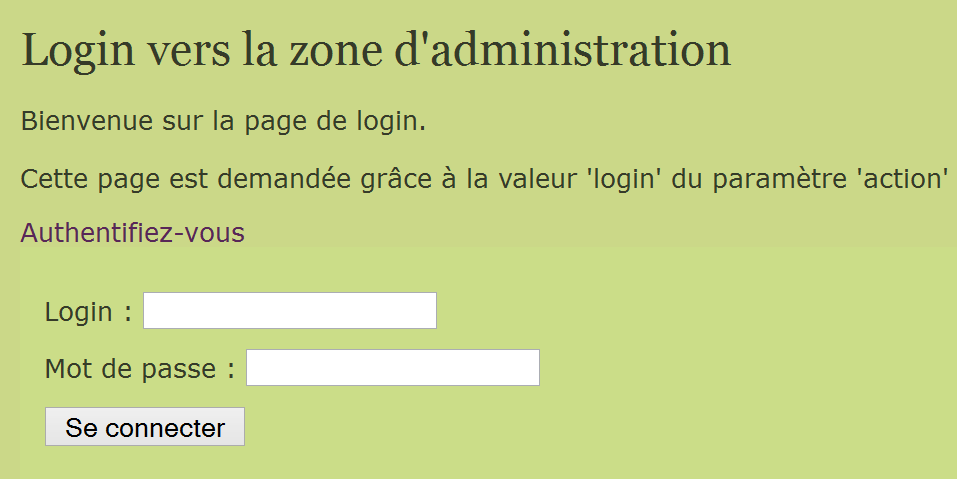 Login vers la zone d'administration
Bienvenue sur la page de login.
Cette page est demandée grâce à la valeur 'login' du paramètre 'action'
Authentifiez-vous
Login :
Mot de passe :
Se connecter